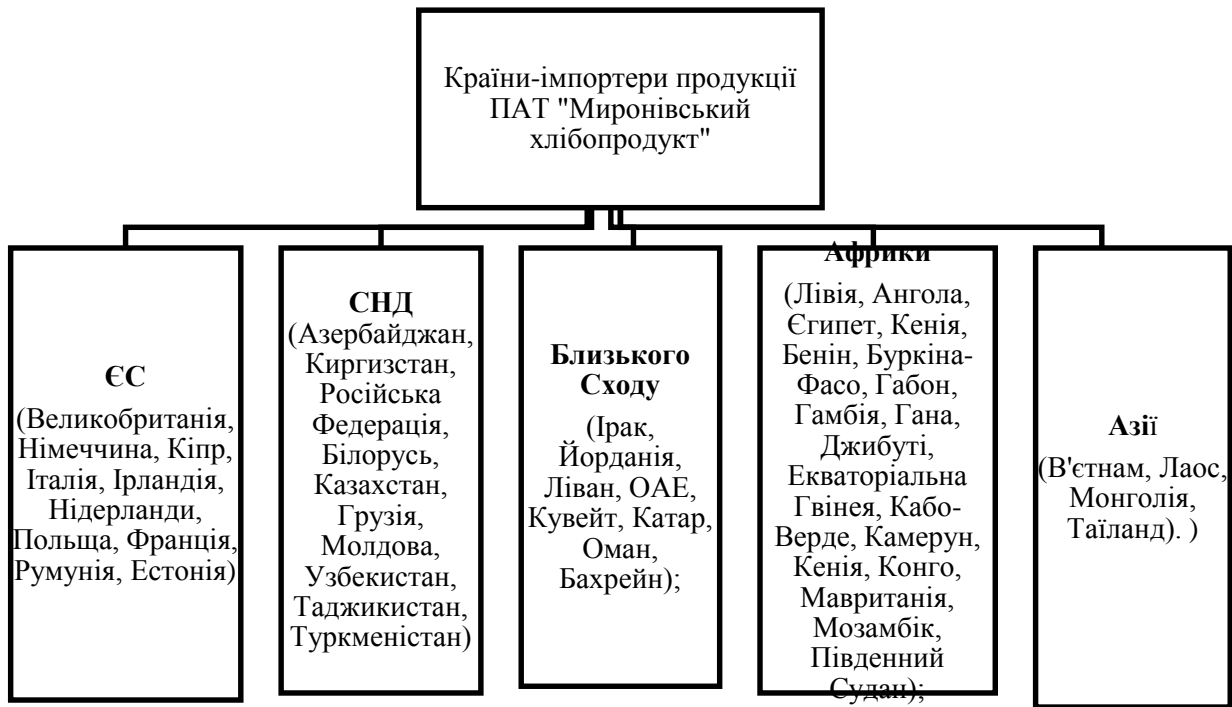 Країни-імпортери продукції
ПАТ "Миронівський
хлібопродукт"
ЄС
(Великобританія,
Німеччина, Кіпр,
Італія, Ірландія,
Нідерланди,
Польща, Франція,
Румунія, Естонія)
СНД
(Азербайджан,
Киргизстан,
Російська
Федерація,
Білорусь,
Казахстан,
Грузія,
Молдова,
Узбекистан,
Таджикистан,
Туркменістан)
Близького
Сходу
(Ірак,
Йорданія,
Ліван, ОАЕ,
Кувейт, Катар,
Оман,
Бахрейн);
Африки
(Лівія, Ангола,
Єгипет, Кенія,
Бенін, Буркіна-
Фасо, Габон,
Гамбія, Гана,
Джибуті,
Екваторіальна
Гвінея, Кабо-
Верде, Камерун,
Кенія, Конго,
Мавританія,
Мозамбік,
Південний
Судан);
Азії
(В'єтнам, Лаос,
Монголія,
Таїланд). )